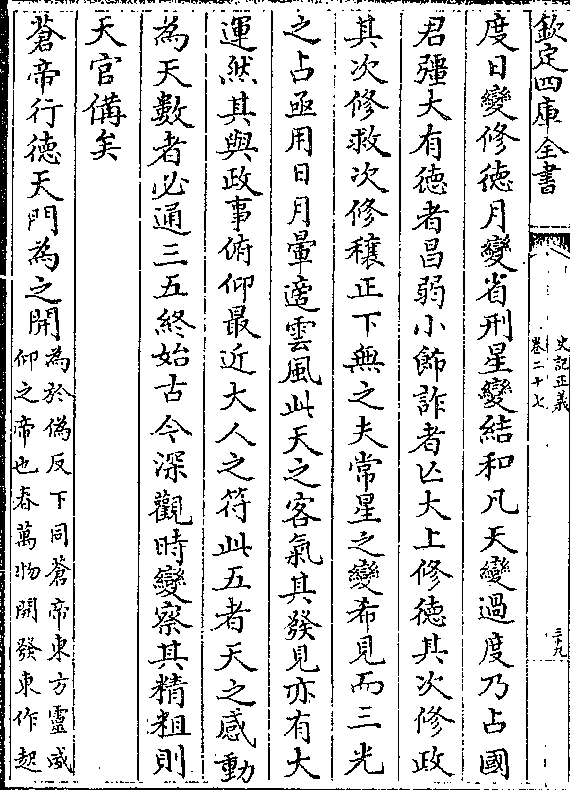 欽定四庫全書
史記正義
卷二十七
三十九
度日變修德月變省刑星變結和凡天變過度乃占國
君彊大有德者昌弱小飾詐者亡大上修德其次修政
其次修救次修穰正下無之夫常星之變希見而三光
之占亟用日月暈適雲風此天之客氣其發見亦有大
運然其與政事俯仰最近大人之符此五者天之感動
為天數者必通三五終始古今深觀時變察其精粗則
天官備矣
蒼帝行德天門為之開為於偽反下同蒼帝東方靈威
仰之帝也春萬物開發東作起